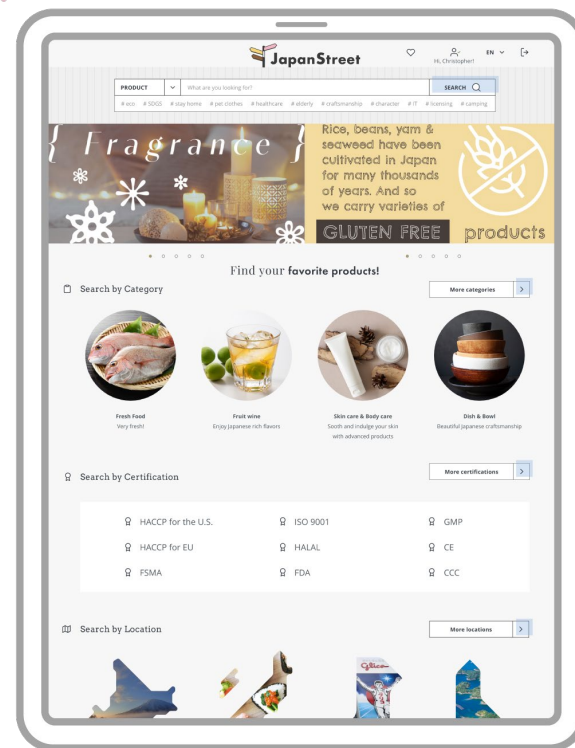 JapanStreet
Hi, Christopher!
EN
PRODUCT
What are you looking for?
SEARCH
# eco # SDGS # stay home # pet clothes # healthcare # elderly # craftsmanship # character # IT # licensing # camping
{ Fragrance }
Rice, beans, yam &
seaweed have been
cultivated in Japan
for many thousands
of years. And so
we carry varieties of
GLUTEN FREE products
Find your favorite products!
Search by Category
More categories
Fresh Food
Very fresh!
Fruit wine
Enjoy Japanese rich flavors
Skin care & Body care
Sooth and indulge your skin
with advanced products
Dish & Bowl
Beautiful Japanese craftsmanship
Search by Certification
More certifications
HACCP for the U.S.
ISO 9001
GMP
HACCP for EU
HALAL
CE
FSMA
FDA
CCC
Search by Location
More locations
Glico